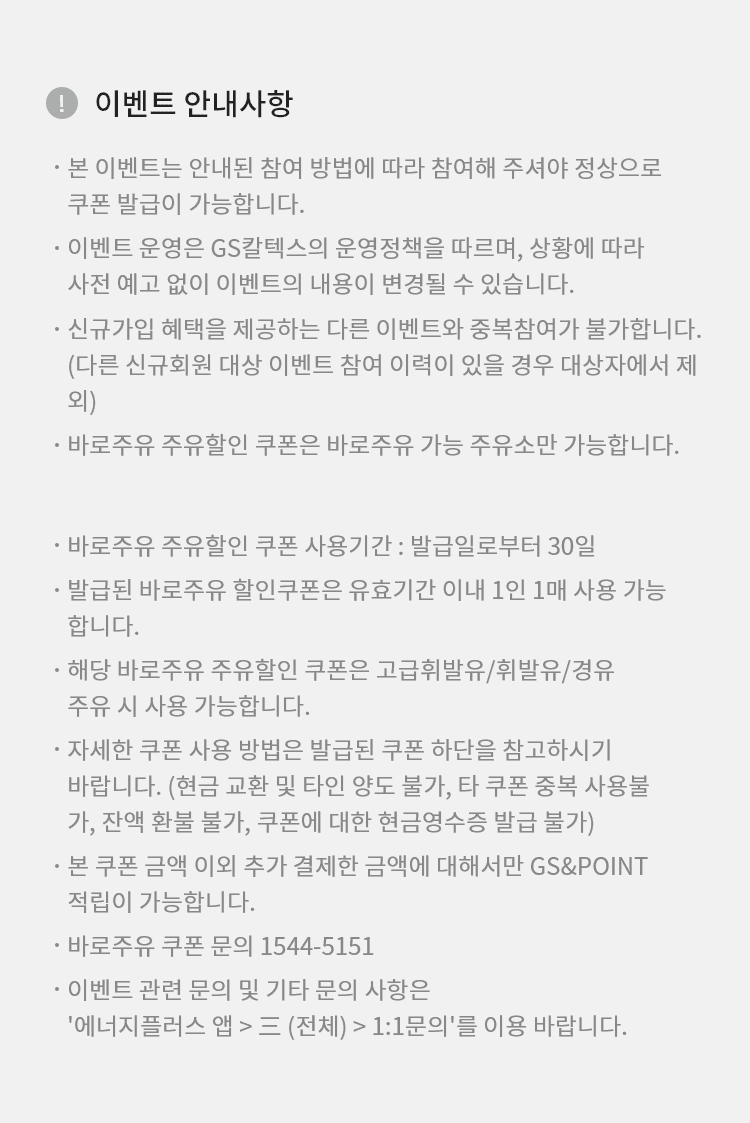 이벤트 안내사항
· 본 이벤트는 안내된 참여 방법에 따라 참여해 주셔야 정상으로
쿠폰 발급이 가능합니다.
· 이벤트 운영은 GS칼텍스의 운영정책을 따르며, 상황에 따라
사전 예고 없이 이벤트의 내용이 변경될 수 있습니다.
· 신규가입 혜택을 제공하는 다른 이벤트와 중복참여가 불가합니다.
(다른 신규회원 대상 이벤트 참여 이력이 있을 경우 대상자에서 제
외)
· 바로주유 주유할인 쿠폰은 바로주유 가능 주유소만 가능합니다.
· 바로주유 주유할인 쿠폰 사용기간 : 발급일로부터 30일
· 발급된 바로주유 할인쿠폰은 유효기간 이내 1인 1매 사용 가능
합니다.
· 해당 바로주유 주유할인 쿠폰은 고급휘발유/휘발유/경유
주유 시 사용 가능합니다.
· 자세한 쿠폰 사용 방법은 발급된 쿠폰 하단을 참고하시기
바랍니다. (현금 교환 및 타인 양도 불가, 타 쿠폰 중복 사용불
가, 잔액 환불 불가, 쿠폰에 대한 현금영수증 발급 불가)
· 본 쿠폰 금액 이외 추가 결제한 금액에 대해서만 GS&POINT
적립이 가능합니다.
· 바로주유 쿠폰 문의 1544-5151
· 이벤트 관련 문의 및 기타 문의 사항은
'에너지플러스 앱 > 三 (전체) > 1:1문의'를 이용 바랍니다.